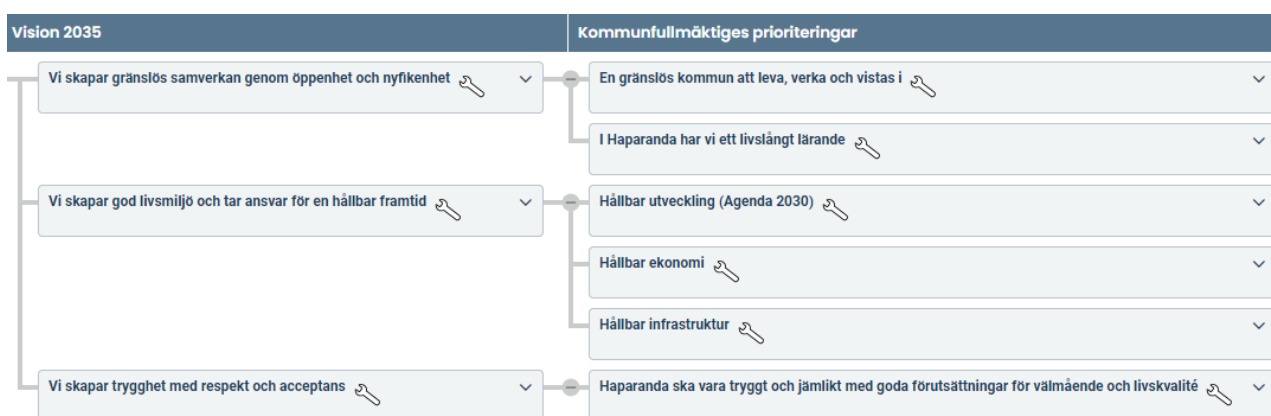 Vision 2035
Kommunfullmäktiges prioriteringar
Vi skapar gränslös samverkan genom öppenhet och nyfikenhet
En gränslös kommun att leva, verka och vistas i
I Haparanda har vi ett livslångt lärande
Vi skapar god livsmiljö och tar ansvar för en hållbar framtid
Hållbar utveckling (Agenda 2030)
Hållbar ekonomi
Hållbar infrastruktur
Vi skapar trygghet med respekt och acceptans
Haparanda ska vara tryggt och jämlikt med goda förutsättningar för välmående och livskvalité